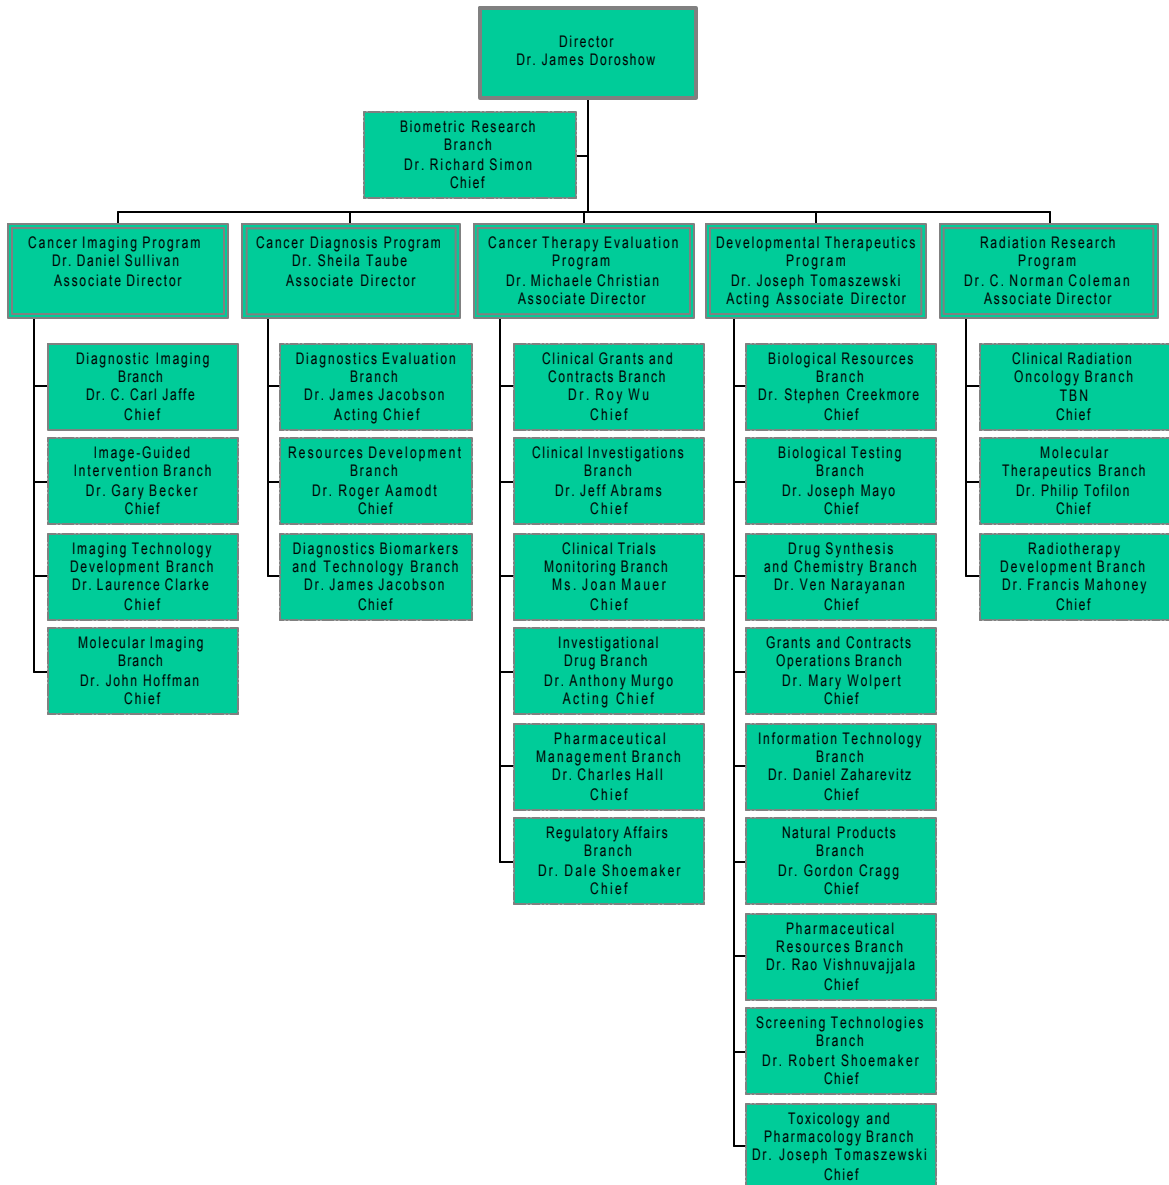 Director
Dr. James Doroshow
Biometric Research
Branch
Dr. Richard Simon
Chief
Cancer Imaging Program
Dr. Daniel Sullivan
Associate Director
Cancer Diagnosis Program
Dr. Sheila Taube
Associate Director
Cancer Therapy Evaluation
Program
Dr. Michaele Christian
Associate Director
Developmental Therapeutics
Program
Dr. Joseph Tomaszewski
Acting Associate Director
Radiation Research
Program
Dr. C. Norman Coleman
Associate Director
Diagnostic Imaging
Branch
Dr. C. Carl Jaffe
Chief
Image-Guided
Intervention Branch
Dr. Gary Becker
Chief
Imaging Technology
Development Branch
Dr. Laurence Clarke
Chief
Molecular Imaging
Branch
Dr. John Hoffman
Chief
Diagnostics Evaluation
Branch
Dr. James Jacobson
Acting Chief
Resources Development
Branch
Dr. Roger Aamodt
Chief
Diagnostics Biomarkers
and Technology Branch
Dr. James Jacobson
Chief
Clinical Grants and
Contracts Branch
Dr. Roy Wu
Chief
Clinical Investigations
Branch
Dr. Jeff Abrams
Chief
Clinical Trials
Monitoring Branch
Ms. Joan Mauer
Chief
Investigational
Drug Branch
Dr. Anthony Murgo
Acting Chief
Pharmaceutical
Management Branch
Dr. Charles Hall
Chief
Regulatory Affairs
Branch
Dr. Dale Shoemaker
Chief
Biological Resources
Branch
Dr. Stephen Creekmore
Chief
Biological Testing
Branch
Dr. Joseph Mayo
Chief
Drug Synthesis
and Chemistry Branch
Dr. Ven Narayanan
Chief
Grants and Contracts
Operations Branch
Dr. Mary Wolpert
Chief
Information Technology
Branch
Dr. Daniel Zaharevitz
Chief
Natural Products
Branch
Dr. Gordon Cragg
Chief
Pharmaceutical
Resources Branch
Dr. Rao Vishnuvajjala
Chief
Screening Technologies
Branch
Dr. Robert Shoemaker
Chief
Toxicology and
Pharmacology Branch
Dr. Joseph Tomaszewski
Chief
Clinical Radiation
Oncology Branch
TBN
Chief
Molecular
Therapeutics Branch
Dr. Philip Tofilon
Chief
Radiotherapy
Development Branch
Dr. Francis Mahoney
Chief